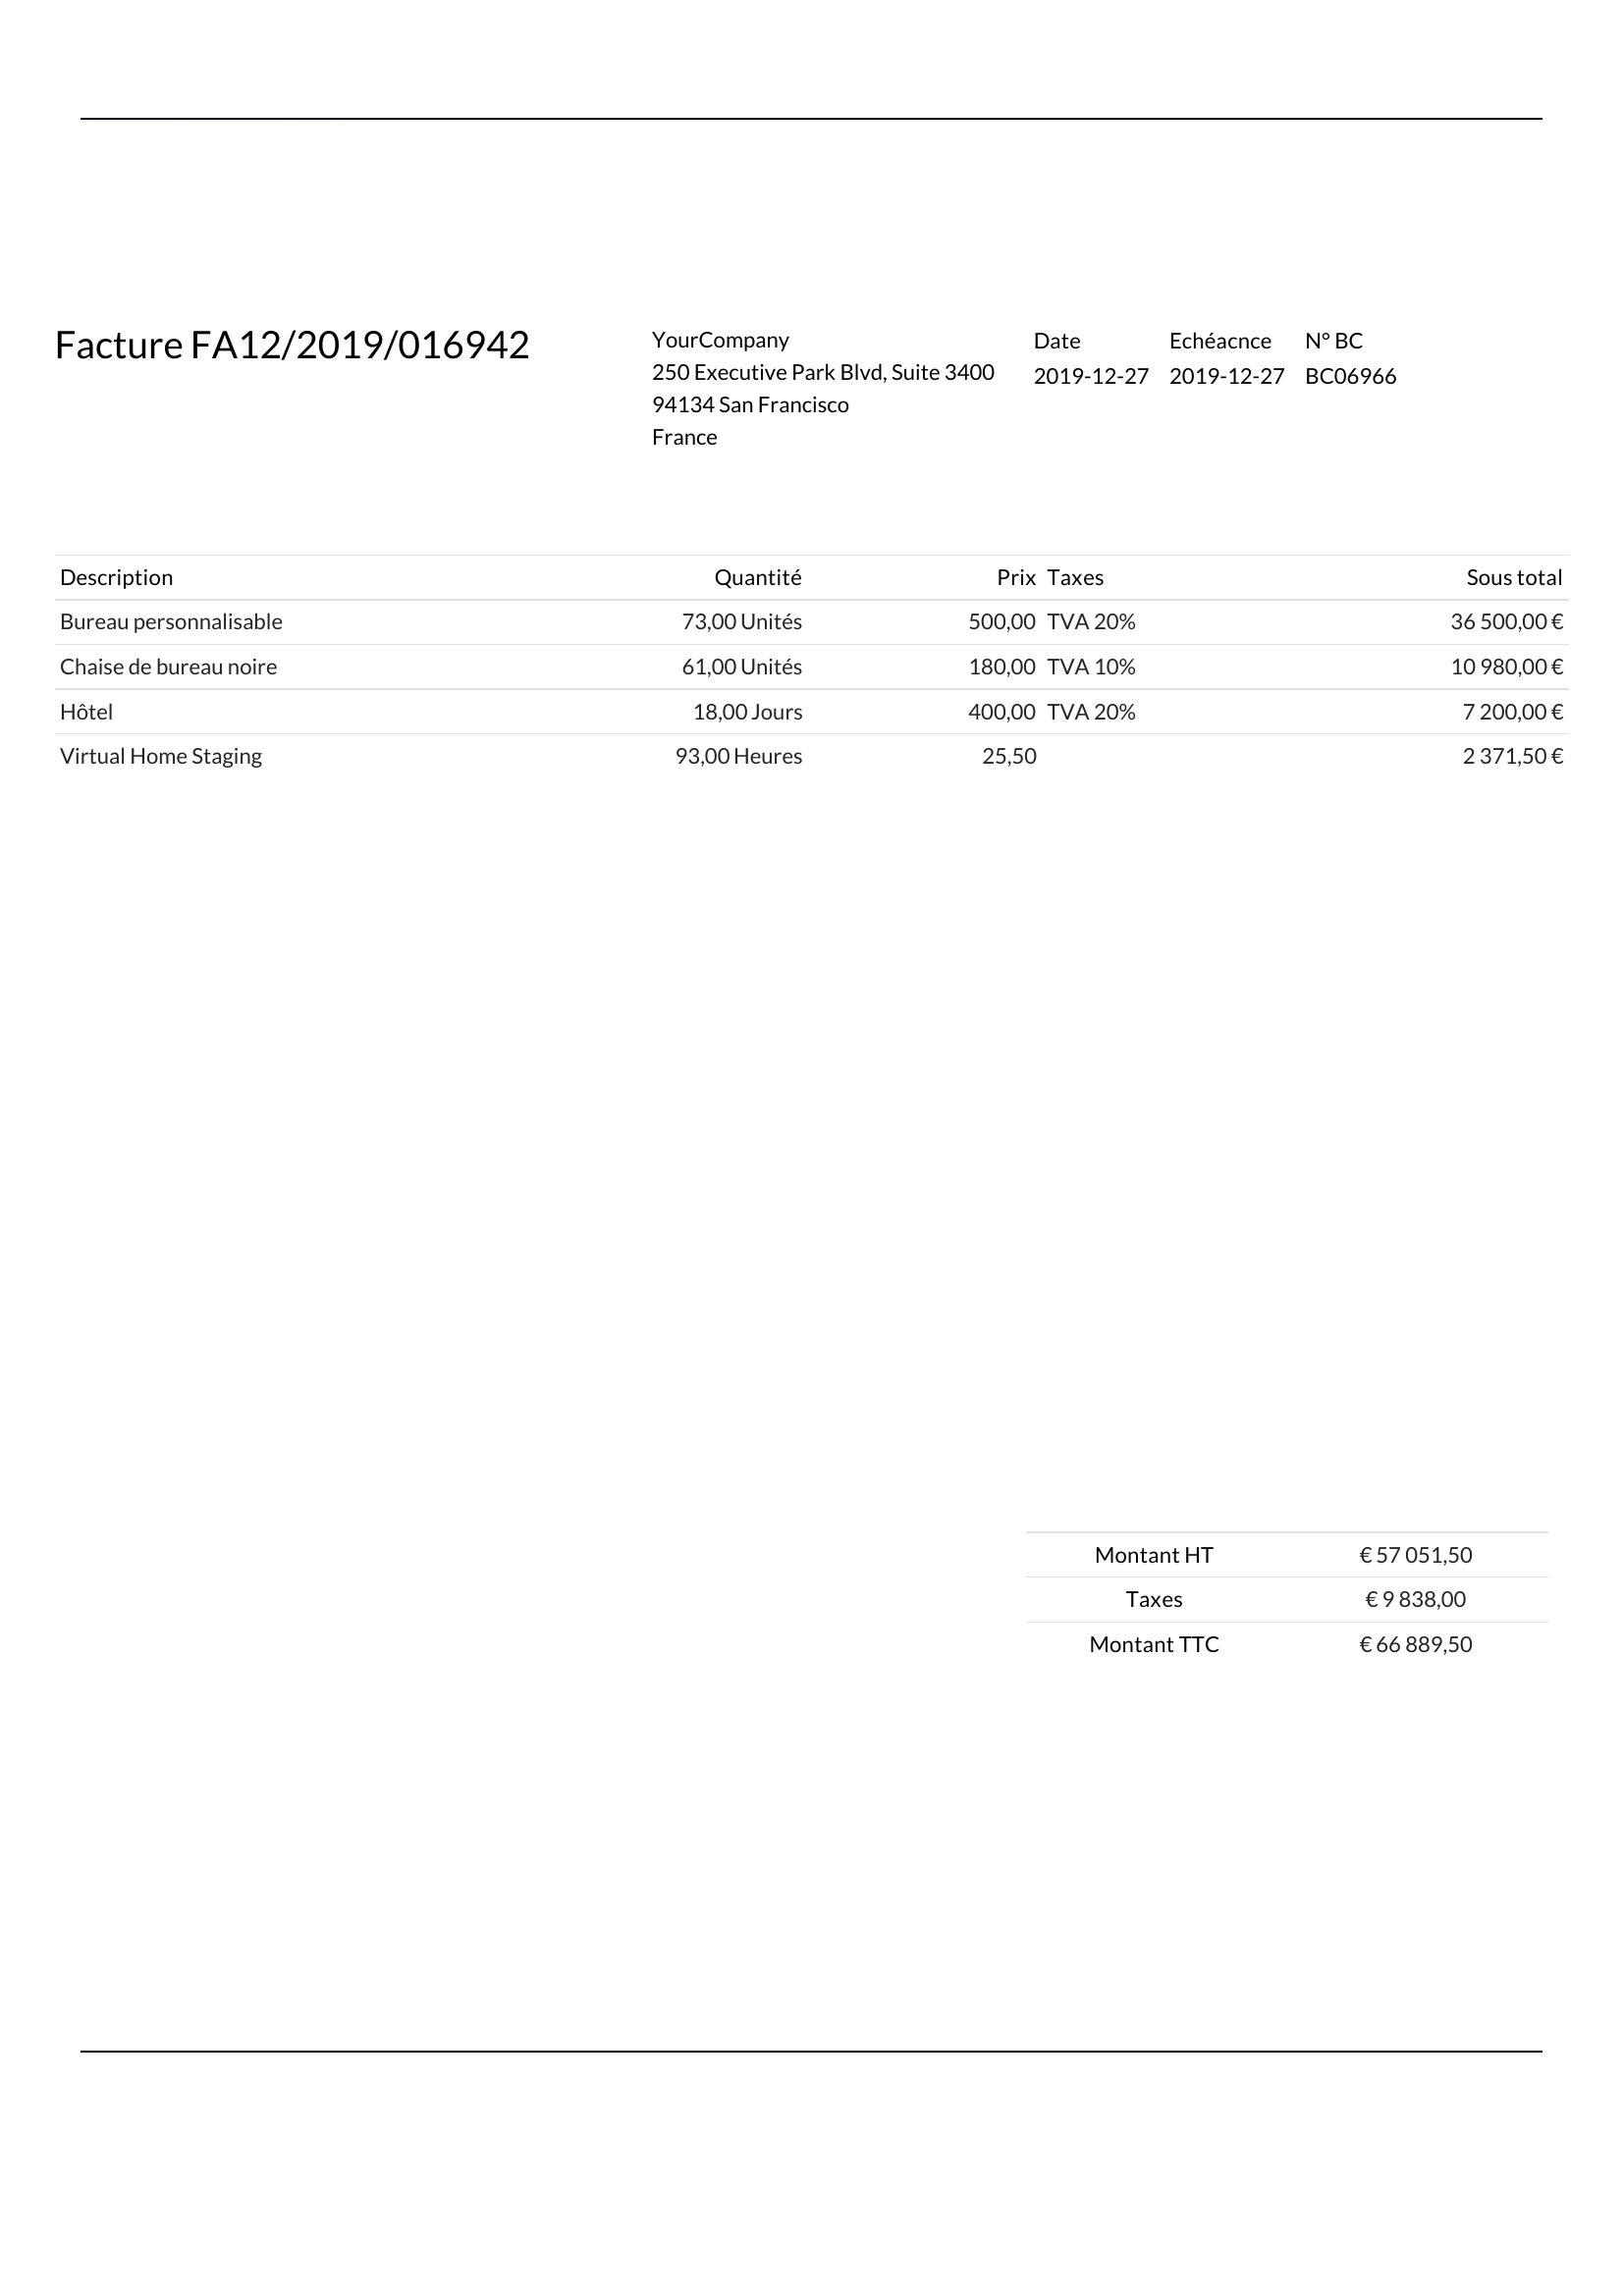 Facture FA12/2019/016942
YourCompany
250 Executive Park Blvd, Suite 3400
94134 San Francisco
France
Date Echéacnce N° BC
2019-12-27 2019-12-27 BC06966
Description Quantité Prix Taxes Sous total
Bureau personnalisable 73,00 Unités 500,00 TVA 20% 36 500,00 €
Chaise de bureau noire 61,00 Unités 180,00 TVA 10% 10 980,00 €
Hôtel 18,00 Jours 400,00 TVA 20% 7 200,00 €
Virtual Home Staging 93,00 Heures 25,50 2 371,50 €
Montant HT € 57 051,50
Taxes € 9 838,00
Montant TTC € 66 889,50